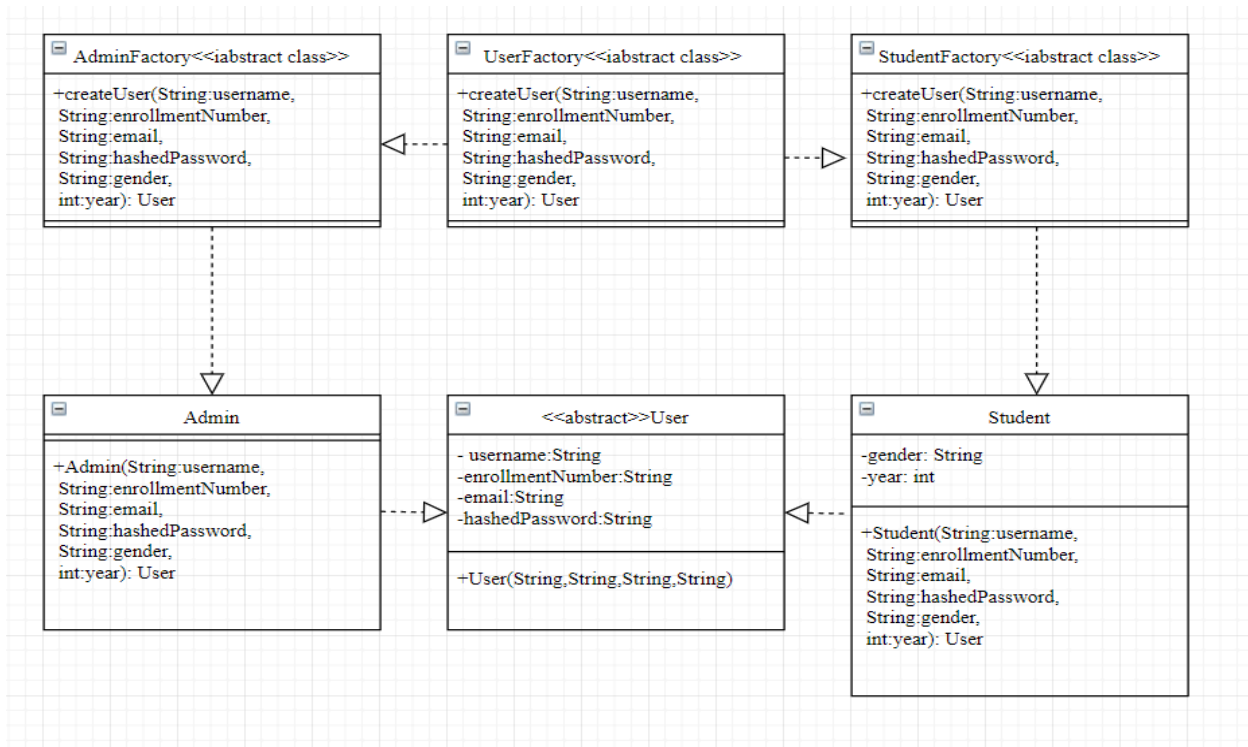 AdminFactory<<iabstract class>>
+createUser(String:username,
String:enrollmentNumber,
String:email,
String:hashedPassword,
String:gender,
int:year): User
UserFactory<<iabstract class>>
+createUser(String:username,
String:enrollmentNumber,
String:email,
String:hashedPassword,
String:gender,
int:year): User
StudentFactory<<iabstract class>>
+createUser(String:username,
String:enrollmentNumber,
String:email,
String:hashedPassword,
String:gender,
int:year): User
Admin
+Admin(String:username,
String:enrollmentNumber,
String:email,
String:hashedPassword,
String:gender,
int:year): User
<<abstract>>User
- username:String
-enrollmentNumber:String
-email:String
-hashedPassword:String
+User(String,String,String,String)
Student
-gender: String
-year: int
+Student(String:username,
String:enrollmentNumber,
String:email,
String:hashedPassword,
String:gender,
int:year): User